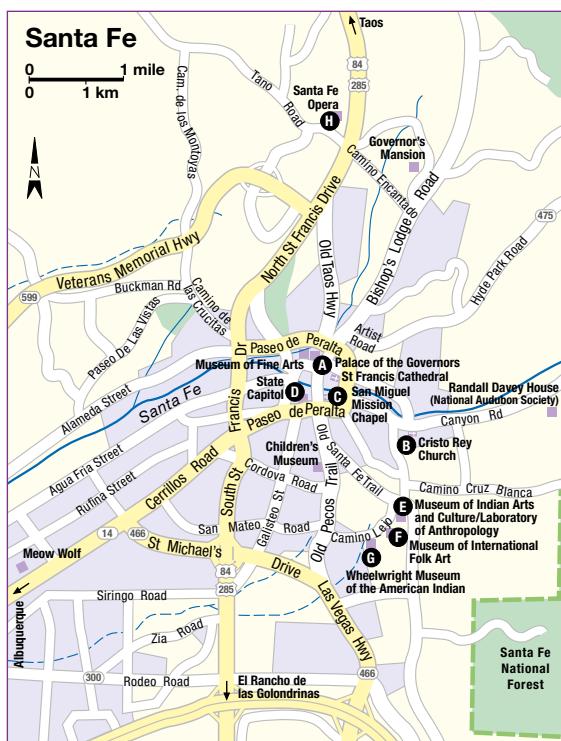 Santa Fe
0 1 mile
0 1 km
N
Taos
84
285
Cam. de los Montoyas
Tano Road
Santa Fe
Opera
H
Governor's
Mansion
Camino Encantado
Bishop's Lodge Road
North St Francis Drive
Old Taos Hwy
475
Hyde Park Road
Veterans Memorial Hwy
599
Buckman Rd
Camino de
las Crucitas
Paseo De Las Vistas
Artist
Road
Paseo de Peralta
Museum of Fine Arts
A
Palace of the Governors
St Francis Cathedral
State
Capitol
D
C
San Miguel
Mission
Chapel
Randall Davey House
(National Audubon Society)
Canyon Rd
Alameda Street
Santa Fe
Francis Dr
Paseo de Peralta
B
Cristo Rey
Church
Children's
Museum
Old Santa Fe Trail
Agua Fria Street
Rufina Street
Cerrillos Road
South St
Cordova Road
Galisteo St
Old Pecos Trail
Camino Cruz Blanca
E
Museum of Indian Arts
and Culture/Laboratory
of Anthropology
San Mateo Road
Camino Lejo
F
Museum of International
Folk Art
G
Wheelwright Museum
of the American Indian
14
466
St Michael's Drive
Meow Wolf
84
285
Las Vegas Hwy
Siringo Road
Albuquerque
Zia Road
300
Rodeo Road
El Rancho de
las Golondrinas
466
Santa Fe
National
Forest